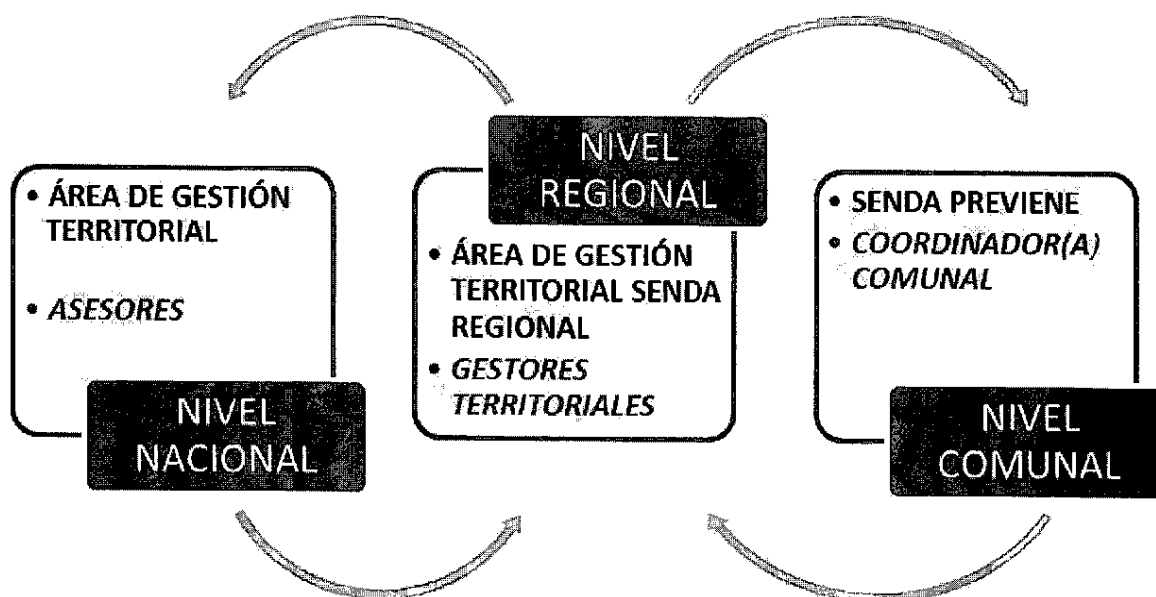 • ÁREA DE GESTIÓN
TERRITORIAL
• ASESORES
NIVEL
NACIONAL
NIVEL
REGIONAL
• ÁREA DE GESTIÓN
TERRITORIAL SENDA
REGIONAL
• GESTORES
TERRITORIALES
• SENDA PREVIENE
• COORDINADOR(A)
COMUNAL
NIVEL
COMUNAL